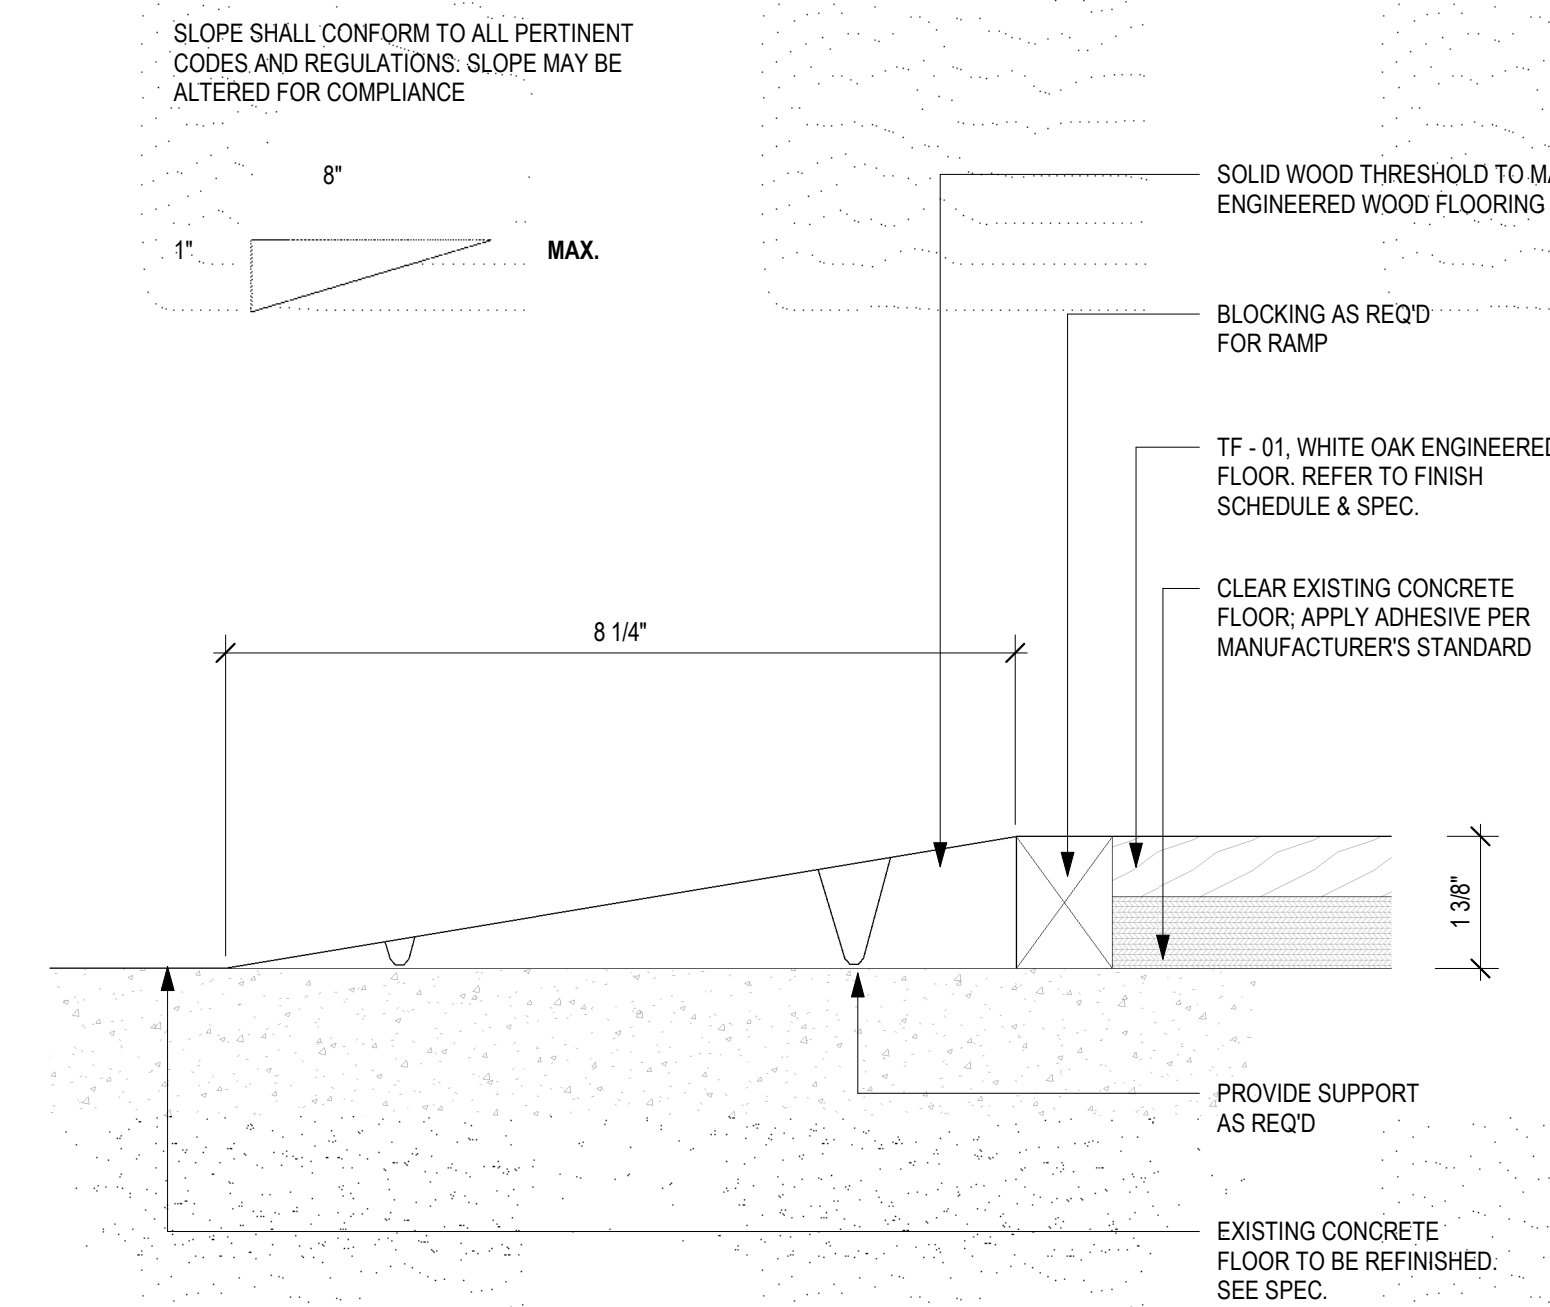 SLOPE SHALL CONFORM TO ALL PERTINENT
CODES AND REGULATIONS. SLOPE MAY BE
ALTERED FOR COMPLIANCE
8"
1"
MAX.
SOLID WOOD THRESHOLD TO
ENGINEERED WOOD FLOORING
BLOCKING AS REQ'D
FOR RAMP
TF - 01, WHITE OAK ENGINEERED
FLOOR. REFER TO FINISH
SCHEDULE & SPEC.
CLEAR EXISTING CONCRETE
FLOOR; APPLY ADHESIVE PER
MANUFACTURER'S STANDARD
8 1/4"
1 3/8"
PROVIDE SUPPORT
AS REQ'D
EXISTING CONCRETE
FLOOR TO BE REFINISHED.
SEE SPEC.